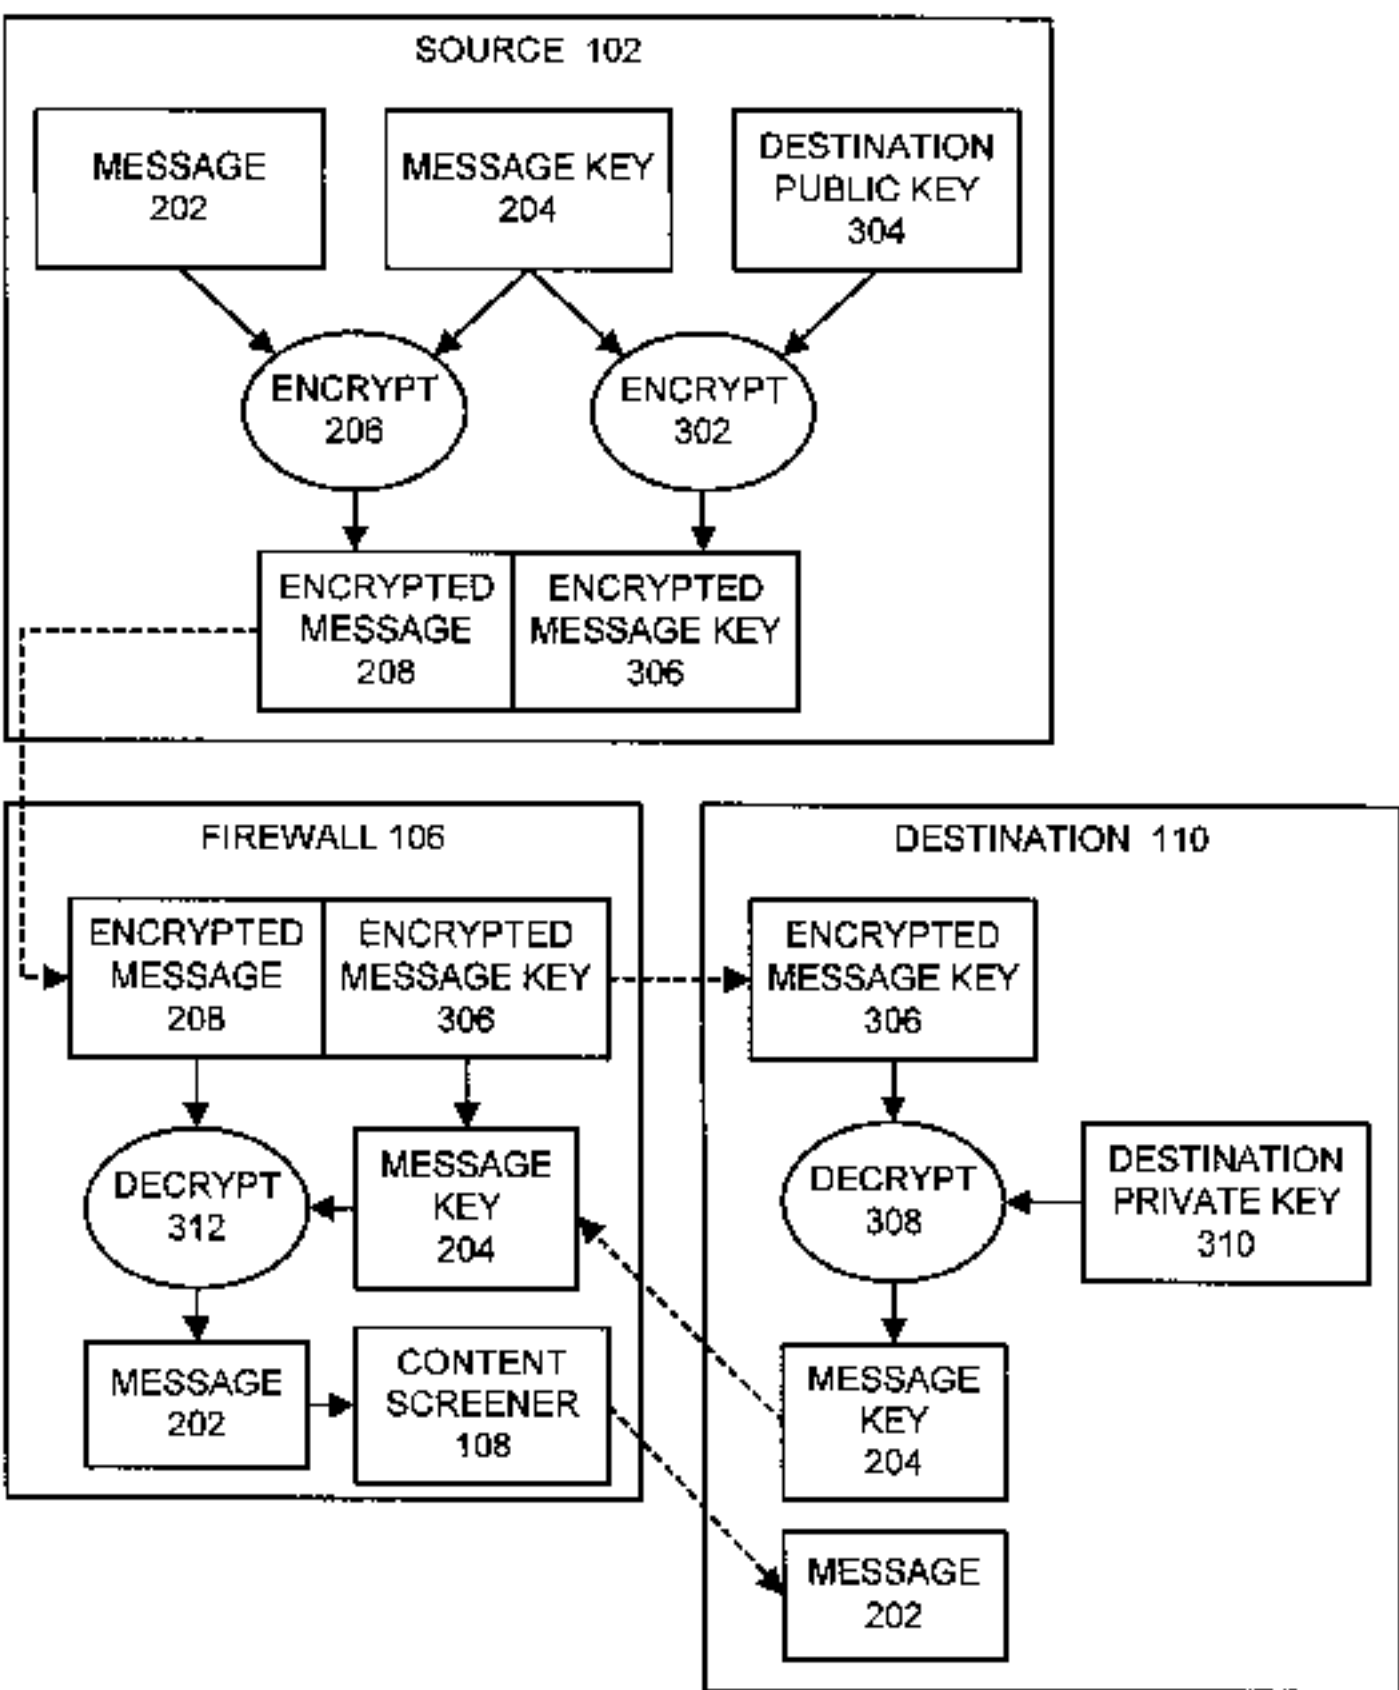 SOURCE 102
MESSAGE
202
MESSAGE KEY
204
DESTINATION
PUBLIC KEY
304
ENCRYPT
206
ENCRYPT
302
ENCRYPTED
MESSAGE
208
ENCRYPTED
MESSAGE KEY
306
FIREWALL 106
ENCRYPTED
MESSAGE
208
ENCRYPTED
MESSAGE KEY
306
DECRYPT
312
MESSAGE
KEY
204
MESSAGE
202
CONTENT
SCREENER
108
DESTINATION 110
ENCRYPTED
MESSAGE KEY
306
DECRYPT
308
DESTINATION
PRIVATE KEY
310
MESSAGE
KEY
204
MESSAGE
202